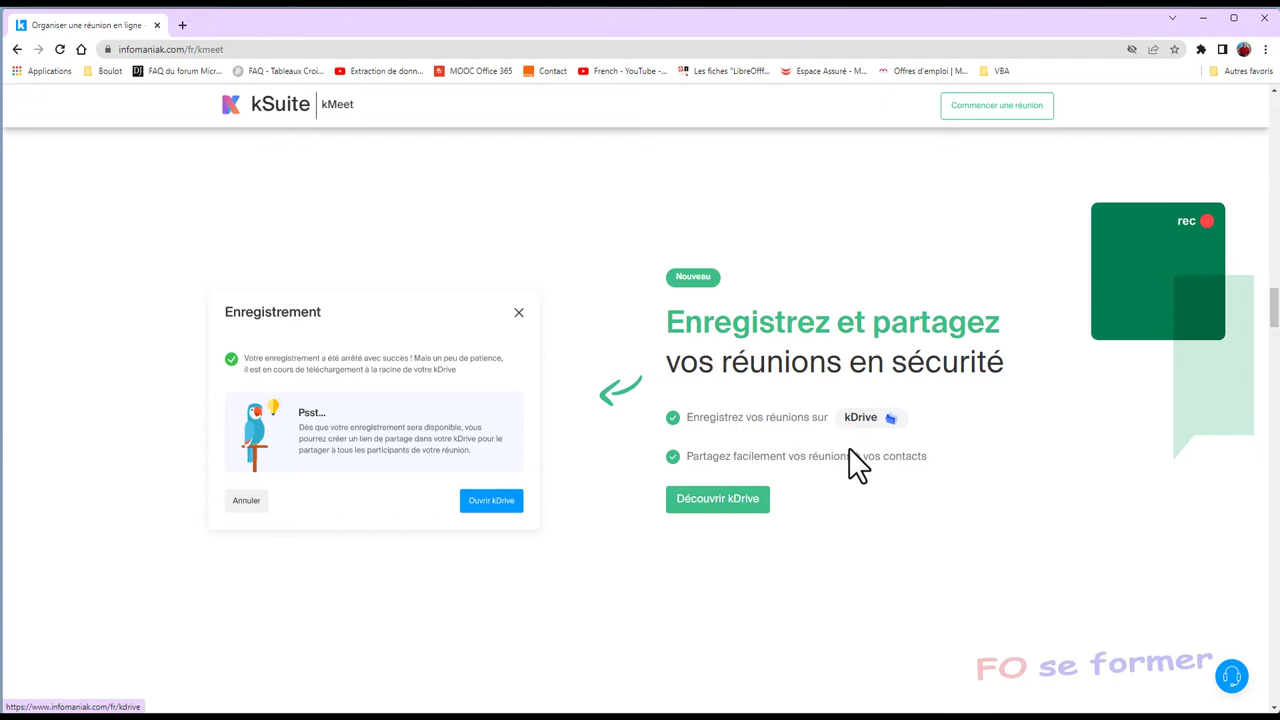 Organiser une réunion en ligne -
infomaniak.com/fr/kmeet
Applications
Boulot
FAQ du forum Micr...
FAQ - Tableaux Croi...
Extraction de donn...
MOOC Office 365
Contact
French - YouTube -...
Les fiches "LibreOfff...
Espace Assuré - M...
Offres d'emploi | M...
VBA
Autres favoris
kSuite kMeet
Commencer une réunion
rec
Nouveau
Enregistrez et partagez
vos réunions en sécurité
Enregistrez vos réunions sur kDrive
Partagez facilement vos réunions à vos contacts
Découvrir kDrive
Enregistrement
Votre enregistrement a été arrêté avec succès ! Mais un peu de patience,
il est en cours de téléchargement à la racine de votre kDrive
Psst...
Dès que votre enregistrement sera disponible, vous
pourrez créer un lien de partage dans votre kDrive pour le
partager à tous les participants de votre réunion.
Annuler
Ouvrir kDrive
FO se former
https://www.infomaniak.com/fr/kdrive